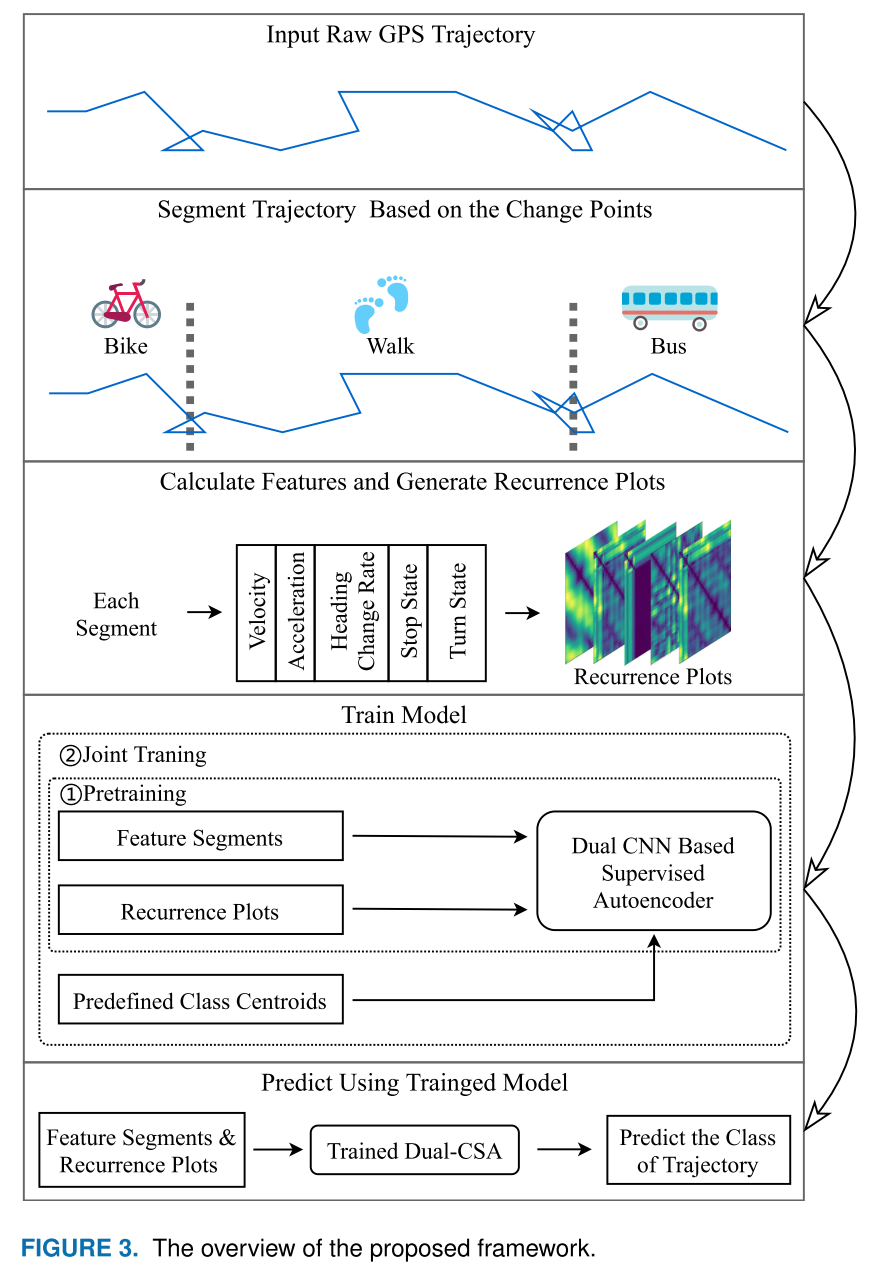 Input Raw GPS Trajectory
Segment Trajectory Based on the Change Points
Bike
Walk
Bus
Calculate Features and Generate Recurrence Plots
Each
Segment
Velocity
Acceleration
Heading
Change Rate
Stop State
Turn State
Recurrence Plots
Train Model
②Joint Traning
①Pretraining
Feature Segments
Recurrence Plots
Dual CNN Based
Supervised
Autoencoder
Predefined Class Centroids
Predict Using Trainged Model
Feature Segments &
Recurrence Plots
Trained Dual-CSA
Predict the Class
of Trajectory
FIGURE 3. The overview of the proposed framework.